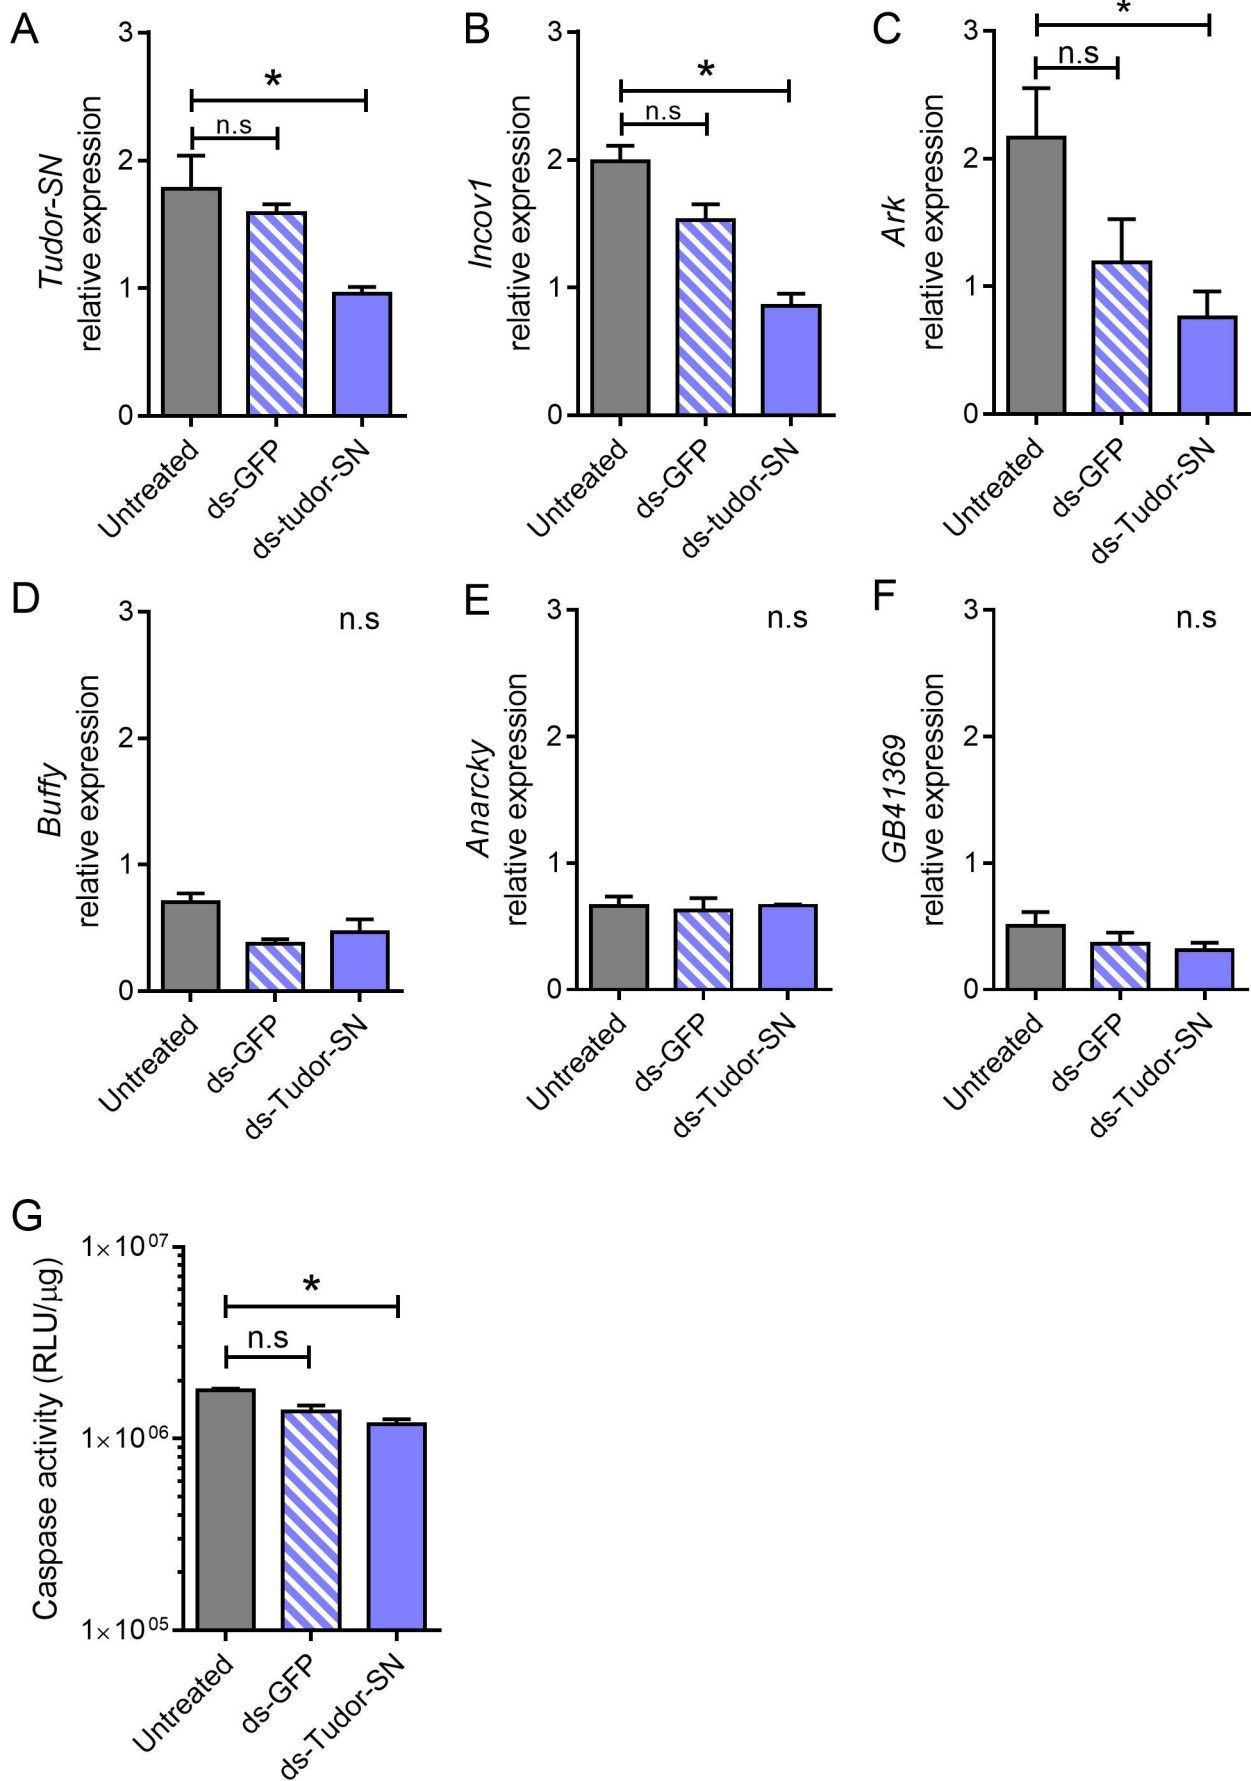 A
Tudor-SN
relative expression
3
2
1
0
*
n.s
Untreated
ds-GFP
ds-tudor-SN
B
Incov1
relative expression
3
2
1
0
*
n.s
Untreated
ds-GFP
ds-tudor-SN
C
Ark
relative expression
3
2
1
0
*
n.s
Untreated
ds-GFP
ds-Tudor-SN
D
Buffy
relative expression
3
2
1
0
n.s
Untreated
ds-GFP
ds-Tudor-SN
E
Anarcky
relative expression
3
2
1
0
n.s
Untreated
ds-GFP
ds-Tudor-SN
F
GB41369
relative expression
3
2
1
0
n.s
Untreated
ds-GFP
ds-Tudor-SN
G
Caspase activity (RLU/μg)
1×10⁰⁷
1×10⁰⁶
1×10⁰⁵
*
n.s
Untreated
ds-GFP
ds-Tudor-SN